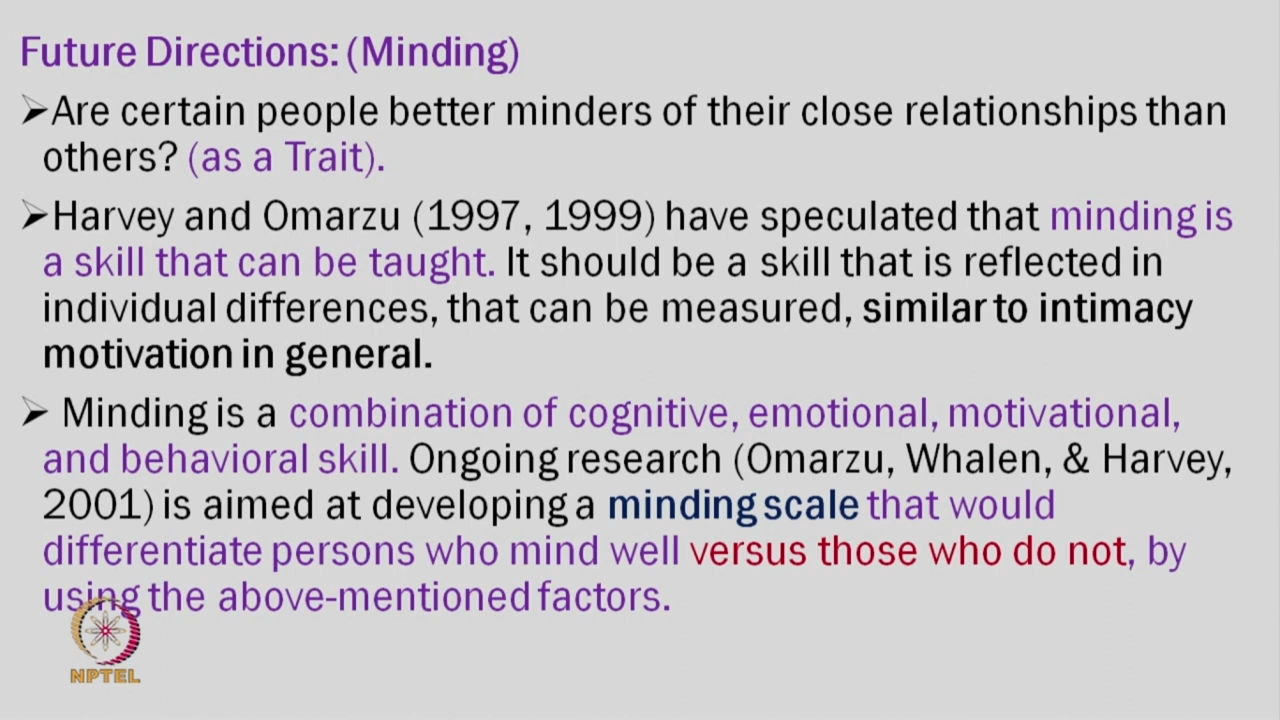 Future Directions: (Minding)
➢Are certain people better minders of their close relationships than
others? (as a Trait).
➢Harvey and Omarzu (1997, 1999) have speculated that minding is
a skill that can be taught. It should be a skill that is reflected in
individual differences, that can be measured, similar to intimacy
motivation in general.
➢ Minding is a combination of cognitive, emotional, motivational,
and behavioral skill. Ongoing research (Omarzu, Whalen, & Harvey,
2001) is aimed at developing a minding scale that would
differentiate persons who mind well versus those who do not, by
using the above-mentioned factors.
NPTEL